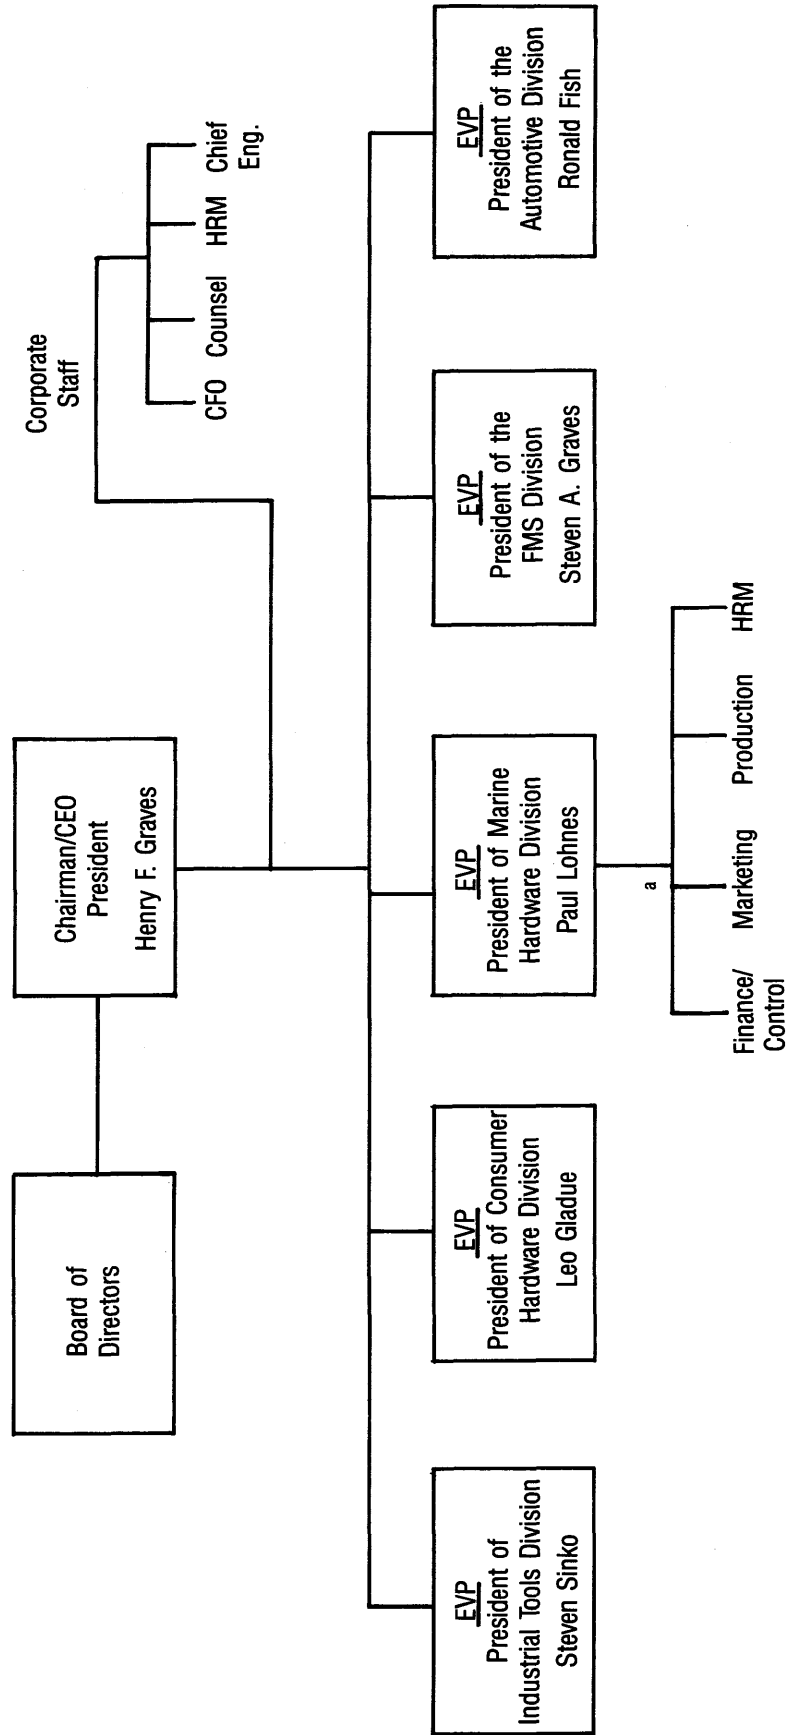 Board of
Directors
Chairman/CEO
President
Henry F. Graves
Corporate
Staff
CFO Counsel HRM Chief
Eng.
EVP
President of
Industrial Tools Division
Steven Sinko
EVP
President of Consumer
Hardware Division
Leo Gladue
EVP
President of Marine
Hardware Division
Paul Lohnes
EVP
President of the
FMS Division
Steven A. Graves
EVP
President of the
Automotive Division
Ronald Fish
a
Finance/ Marketing Production HRM
Control